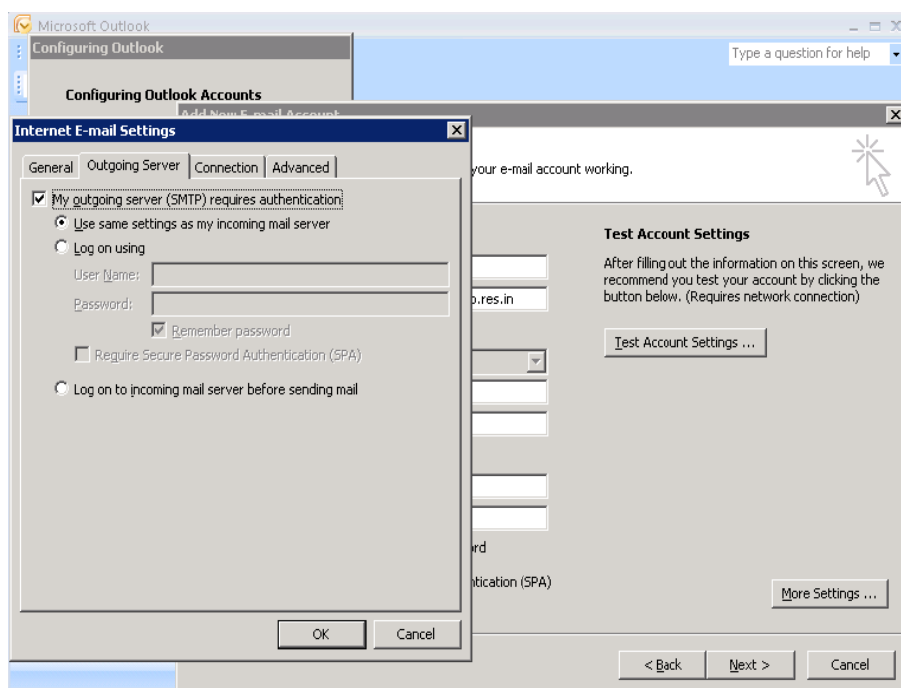 Microsoft Outlook
Configuring Outlook
Type a question for help
Configuring Outlook Accounts
Add New E-mail Account
Internet E-mail Settings
General
Outgoing Server
Connection
Advanced
your e-mail account working.
My outgoing server (SMTP) requires authentication
Use same settings as my incoming mail server
Log on using
User Name:
Password:
Remember password
Require Secure Password Authentication (SPA)
Log on to incoming mail server before sending mail
OK
Cancel
.res.in
Test Account Settings
After filling out the information on this screen, we
recommend you test your account by clicking the
button below. (Requires network connection)
Test Account Settings ...
rd
ntication (SPA)
More Settings ...
< Back
Next >
Cancel